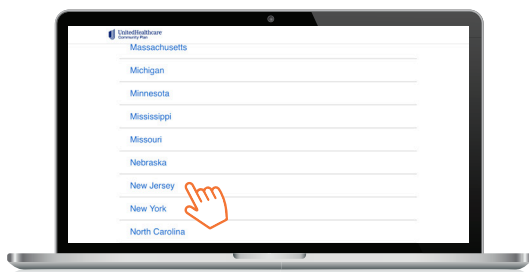 UnitedHealthcare
Community Plan
Massachusetts
Michigan
Minnesota
Mississippi
Missouri
Nebraska
New Jersey
New York
North Carolina